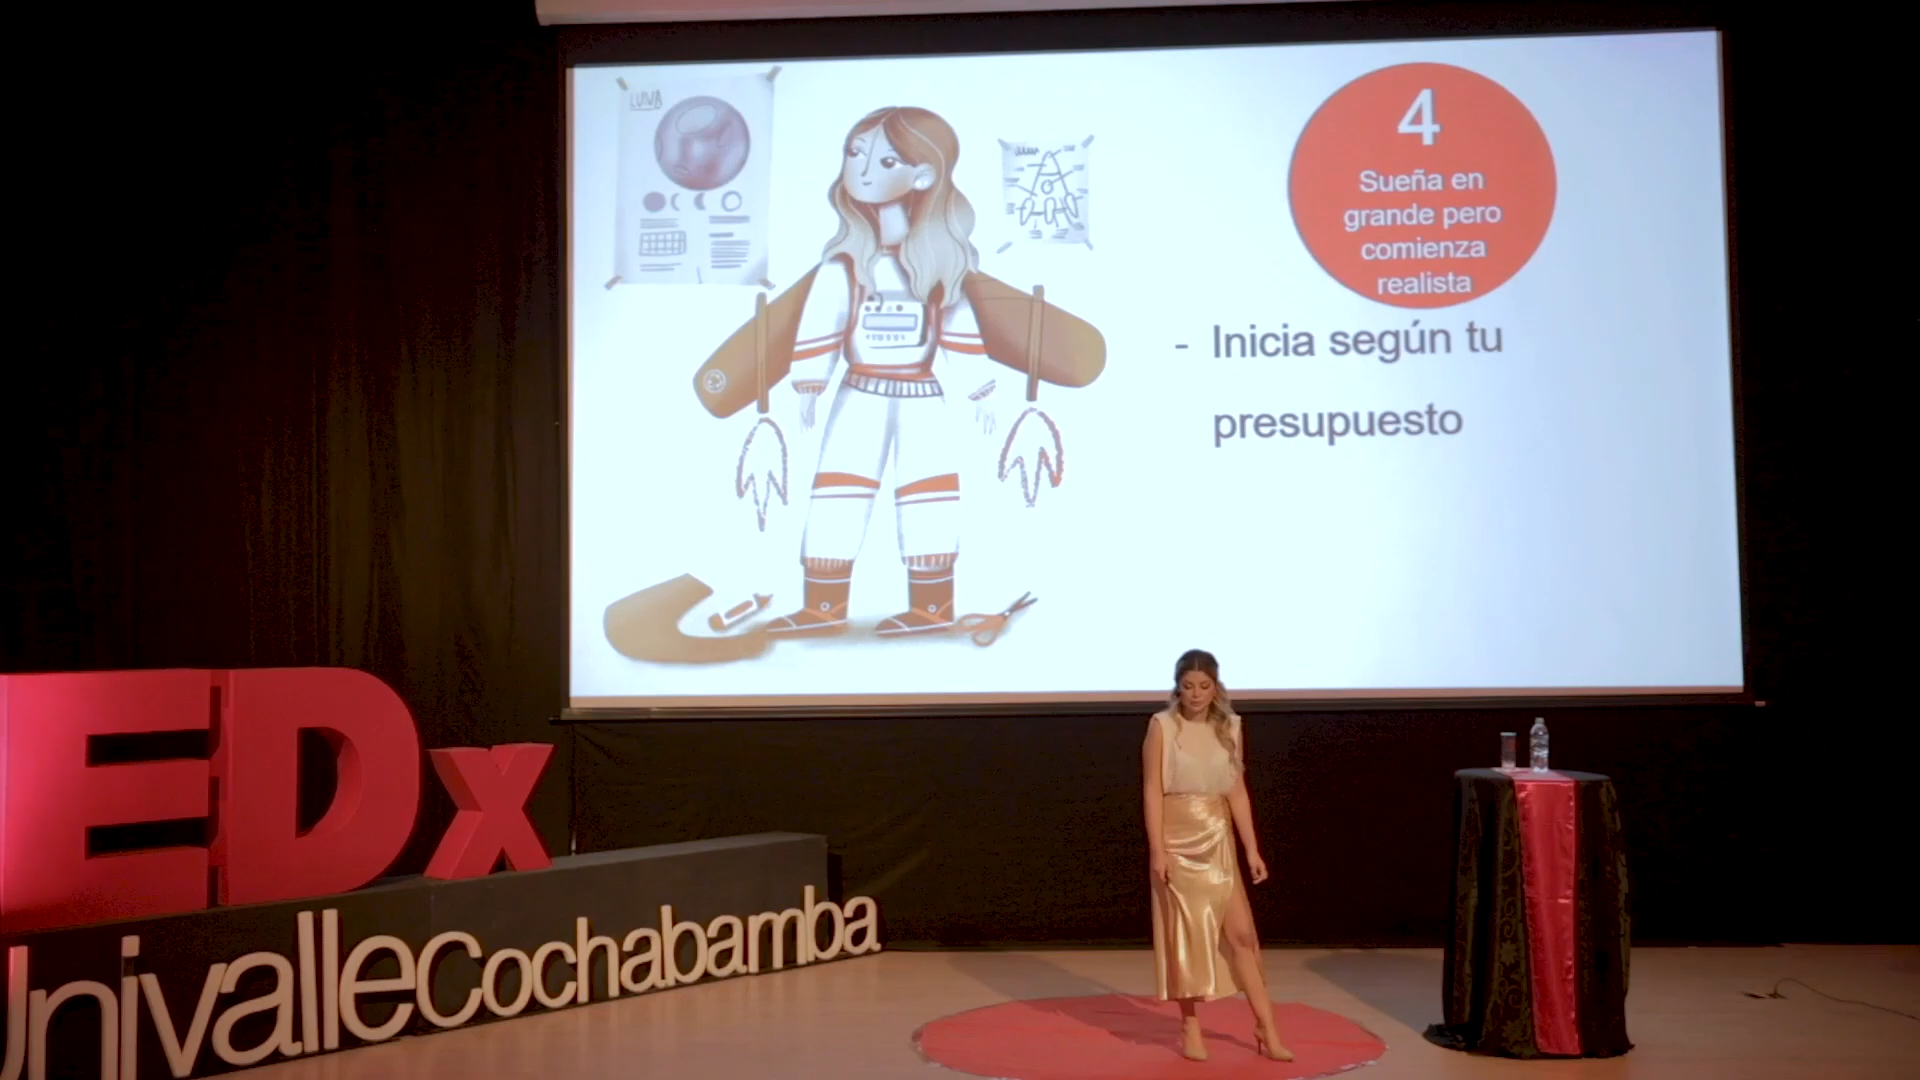 LUNA
4
Sueña en
grande pero
comienza
realista
- Inicia según tu
presupuesto
EDx
UnivalleCochabamba